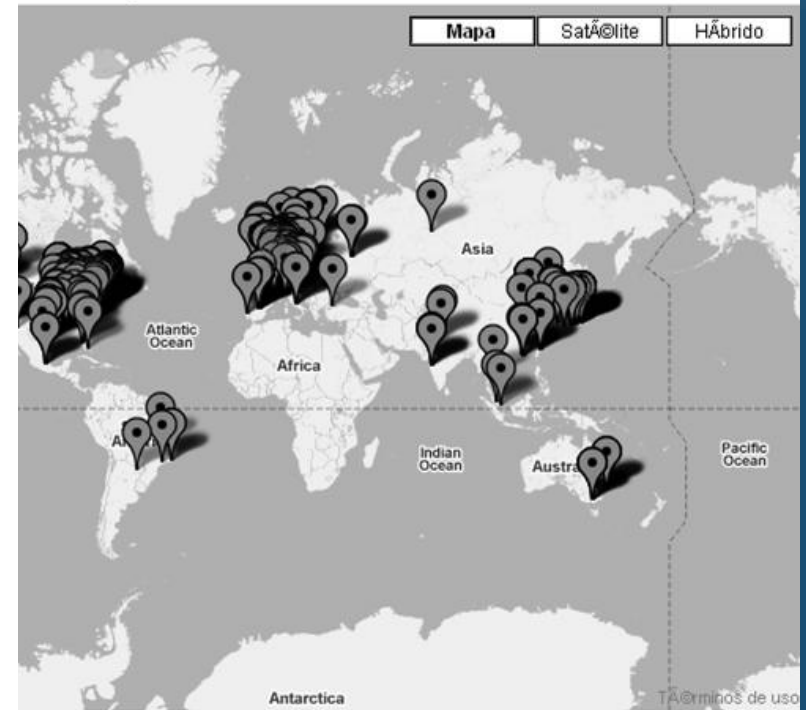 Mapa
SatÃ©lite
HÃbrido
Asia
Atlantic
Ocean
Africa
Indian
Ocean
Pacific
Ocean
Antarctica
TÃ©rminos de uso